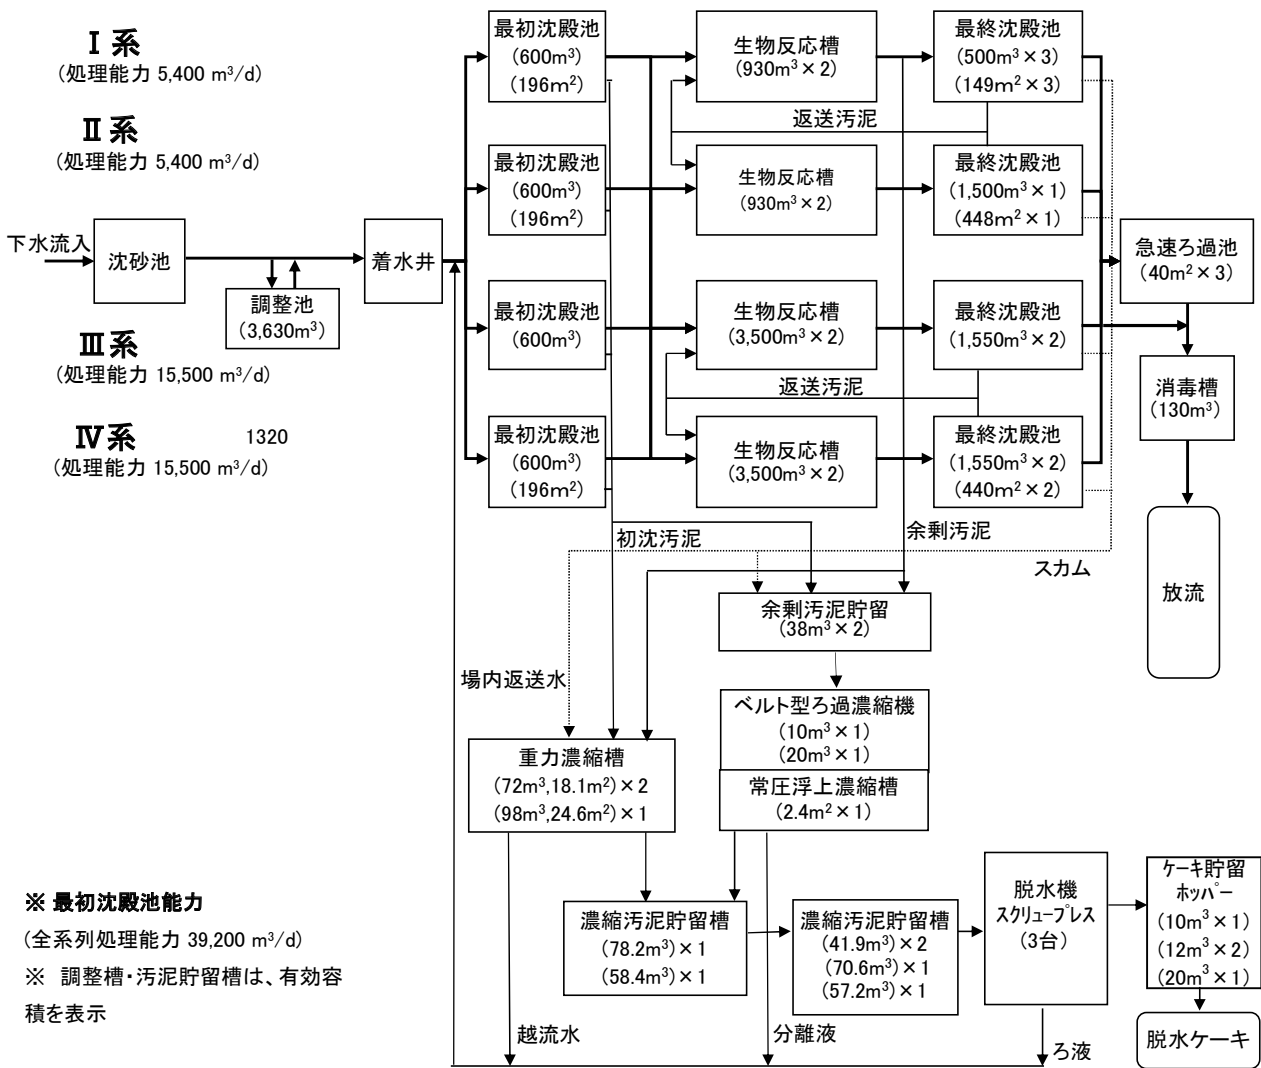 Ⅰ系
(処理能力 5,400 m³/d)
Ⅱ系
(処理能力 5,400 m³/d)
下水流入
沈砂池
調整池
(3,630m³)
着水井
Ⅲ系
(処理能力 15,500 m³/d)
Ⅳ系
1320
(処理能力 15,500 m³/d)
最初沈殿池
(600m³)
(196m²)
生物反応槽
(930m³×2)
最終沈殿池
(500m³×3)
(149m²×3)
返送汚泥
最初沈殿池
(600m³)
(196m²)
生物反応槽
(930m³×2)
最終沈殿池
(1,500m³×1)
(448m²×1)
急速ろ過池
(40m²×3)
最初沈殿池
(600m³)
生物反応槽
(3,500m³×2)
最終沈殿池
(1,550m³×2)
返送汚泥
消毒槽
(130m³)
最初沈殿池
(600m³)
(196m²)
生物反応槽
(3,500m³×2)
最終沈殿池
(1,550m³×2)
(440m²×2)
初沈汚泥
余剰汚泥
スカム
放流
余剰汚泥貯留
(38m³×2)
場内返送水
ベルト型ろ過濃縮機
(10m³×1)
(20m³×1)
常圧浮上濃縮槽
(2.4m²×1)
重力濃縮槽
(72m³,18.1m²)×2
(98m³,24.6m²)×1
濃縮汚泥貯留槽
(78.2m³)×1
(58.4m³)×1
濃縮汚泥貯留槽
(41.9m³)×2
(70.6m³)×1
(57.2m³)×1
脱水機
スクリュープレス
(3台)
ケーキ貯留
ホッパー
(10m³×1)
(12m³×2)
(20m³×1)
脱水ケーキ
越流水
分離液
ろ液
※ 最初沈殿池能力
(全系列処理能力 39,200 m³/d)
※ 調整槽・汚泥貯留槽は、有効容
積を表示